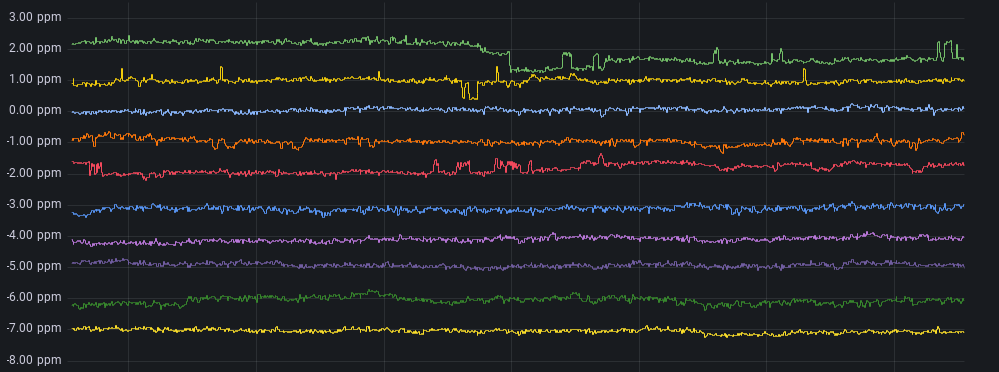 3.00 ppm
2.00 ppm
1.00 ppm
0.00 ppm
-1.00 ppm
-2.00 ppm
-3.00 ppm
-4.00 ppm
-5.00 ppm
-6.00 ppm
-7.00 ppm
-8.00 ppm